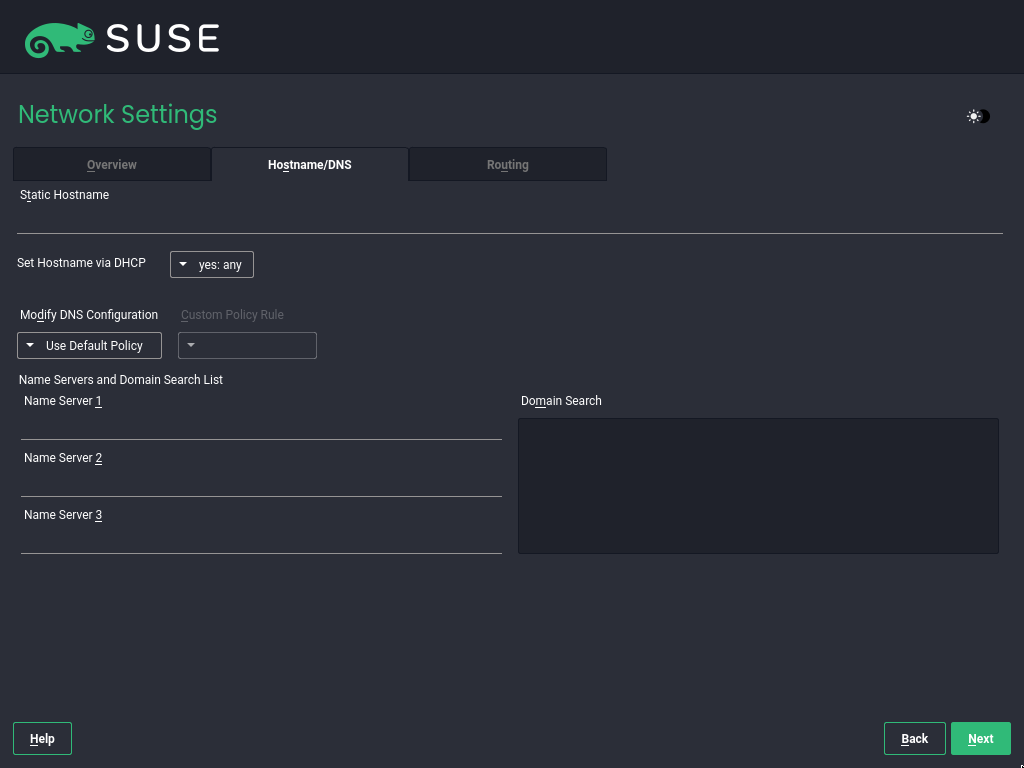 SUSE
Network Settings
Overview Hostname/DNS Routing
Static Hostname
Set Hostname via DHCP yes: any
Modify DNS Configuration Custom Policy Rule
Use Default Policy
Name Servers and Domain Search List
Name Server 1 Domain Search
Name Server 2
Name Server 3
Help Back Next